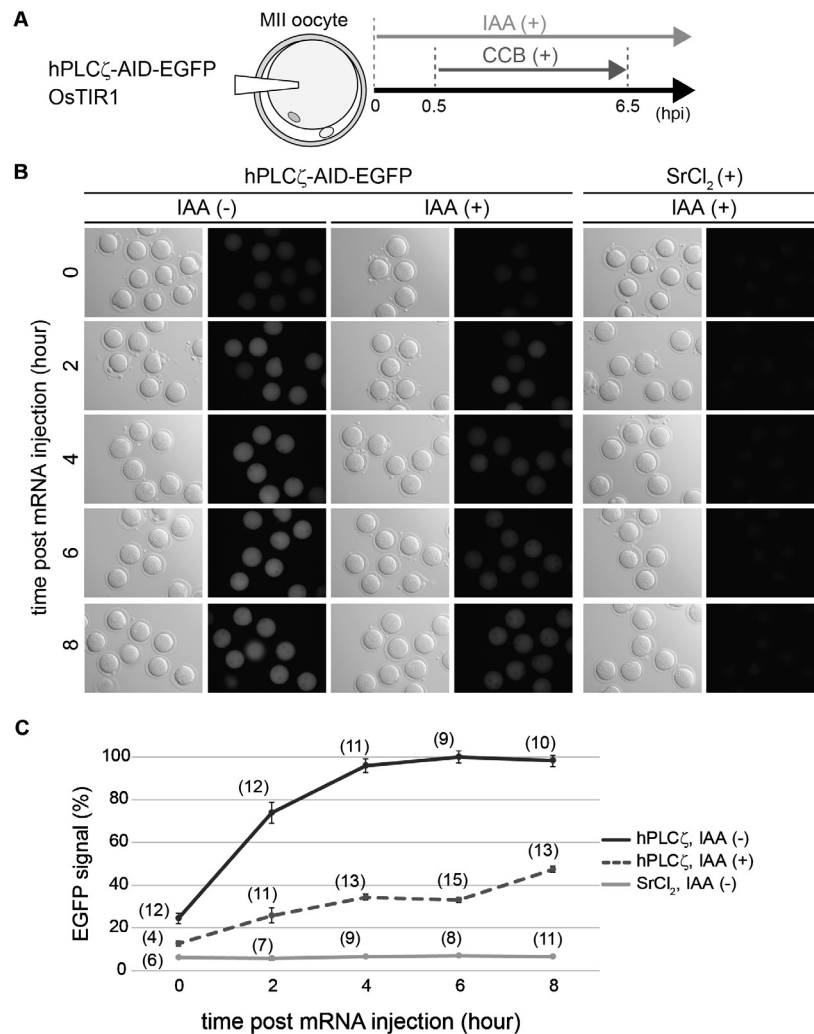 A
MII oocyte
hPLCζ-AID-EGFP
OsTIR1
IAA (+)
CCB (+)
0
0.5
6.5
(hpi)
B
hPLCζ-AID-EGFP
SrCl₂ (+)
IAA (-)
IAA (+)
IAA (+)
time post mRNA injection (hour)
0
2
4
6
8
C
EGFP signal (%)
100
80
60
40
20
0
(12)
(12)
(11)
(9)
(10)
(4)
(11)
(13)
(15)
(13)
(6)
(7)
(9)
(8)
(11)
hPLCζ, IAA (-)
hPLCζ, IAA (+)
SrCl₂, IAA (-)
0 2 4 6 8
time post mRNA injection (hour)